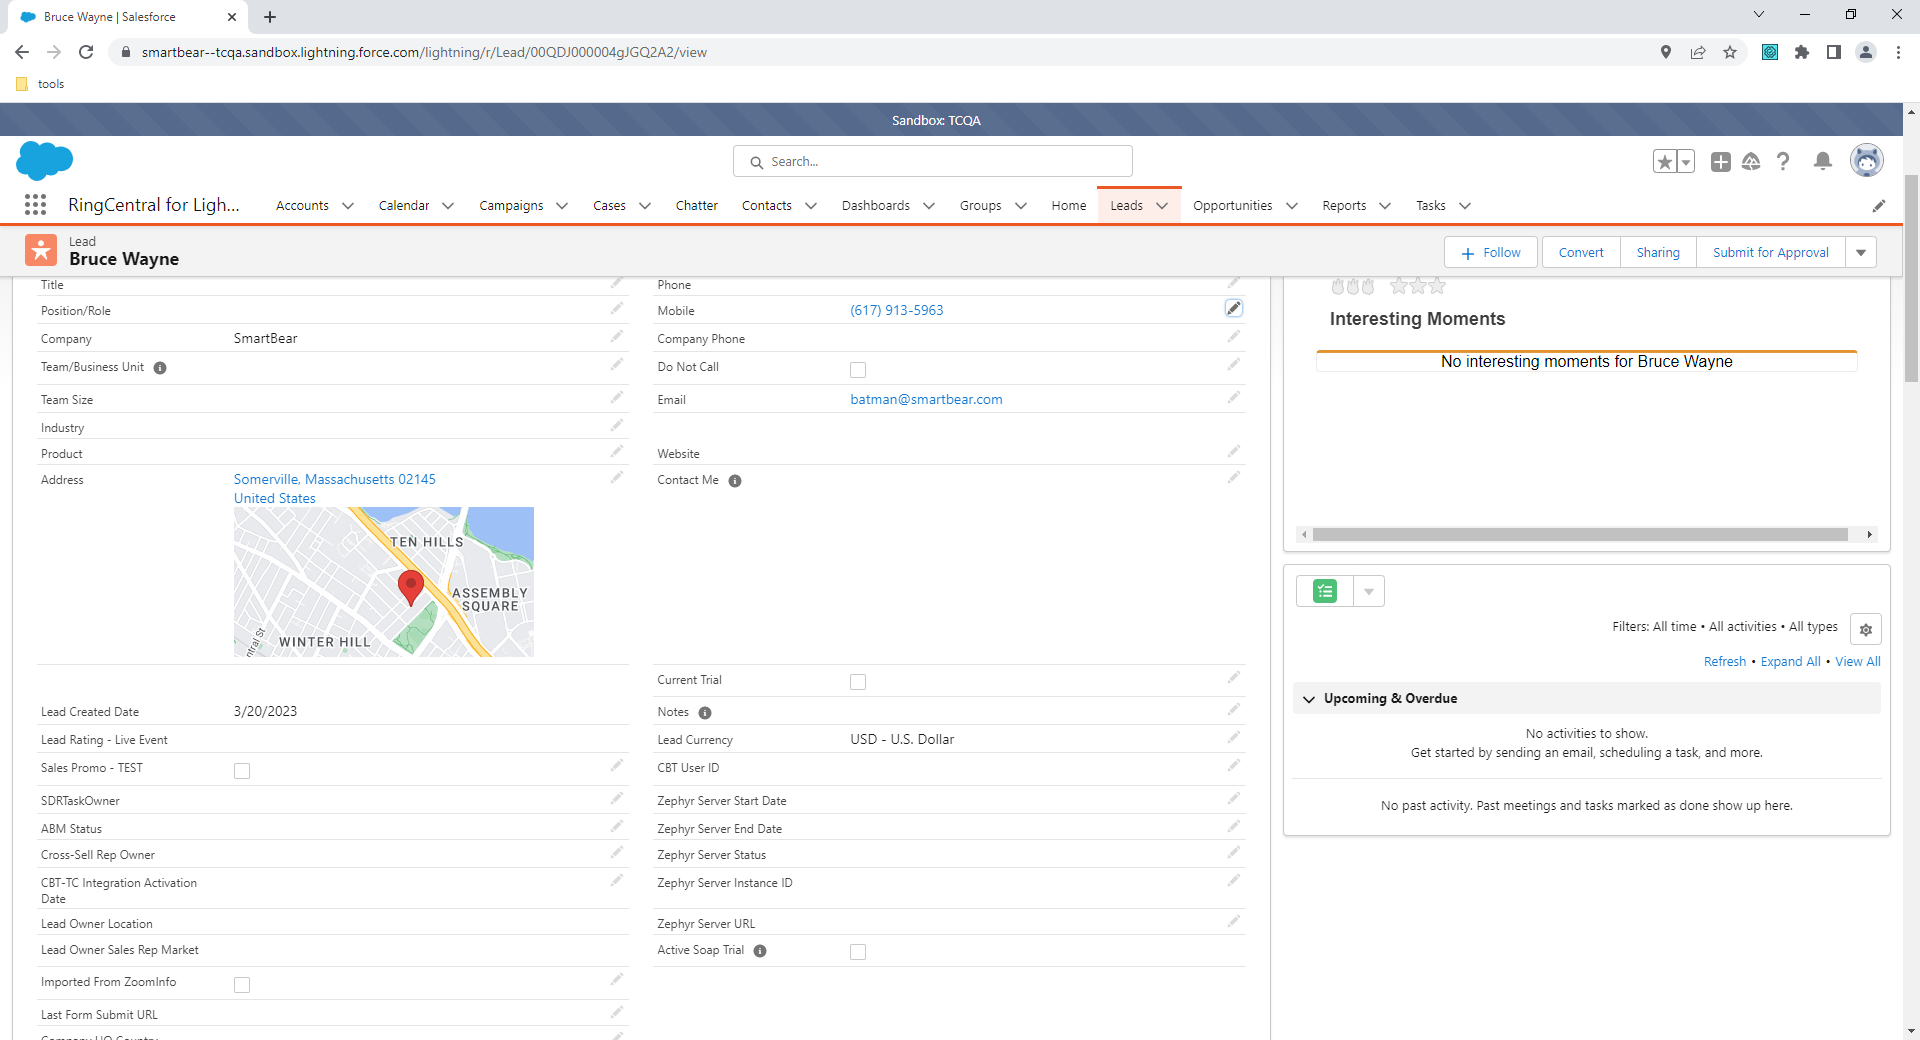 Bruce Wayne | Salesforce
smartbear--tcqa.sandbox.lightning.force.com/lightning/r/Lead/00QDJ000004gJGQ2A2/view
tools
Sandbox: TCQA
Search...
RingCentral for Ligh...
Accounts
Calendar
Campaigns
Cases
Chatter
Contacts
Dashboards
Groups
Home
Leads
Opportunities
Reports
Tasks
Lead
Bruce Wayne
Follow
Convert
Sharing
Submit for Approval
Title
Phone
Position/Role
Mobile
(617) 913-5963
Company
SmartBear
Company Phone
Team/Business Unit
Do Not Call
Team Size
Email
batman@smartbear.com
Industry
Product
Website
Address
Somerville, Massachusetts 02145
United States
Contact Me
TEN HILLS
ASSEMBLY
SQUARE
WINTER HILL
ntral St
Current Trial
Lead Created Date
3/20/2023
Notes
Lead Rating - Live Event
Lead Currency
USD - U.S. Dollar
Sales Promo - TEST
CBT User ID
SDRTaskOwner
Zephyr Server Start Date
ABM Status
Zephyr Server End Date
Cross-Sell Rep Owner
Zephyr Server Status
CBT-TC Integration Activation
Date
Zephyr Server Instance ID
Lead Owner Location
Zephyr Server URL
Lead Owner Sales Rep Market
Active Soap Trial
Imported From ZoomInfo
Last Form Submit URL
Company HQ Country
Interesting Moments
No interesting moments for Bruce Wayne
Filters: All time • All activities • All types
Refresh • Expand All • View All
Upcoming & Overdue
No activities to show.
Get started by sending an email, scheduling a task, and more.
No past activity. Past meetings and tasks marked as done show up here.